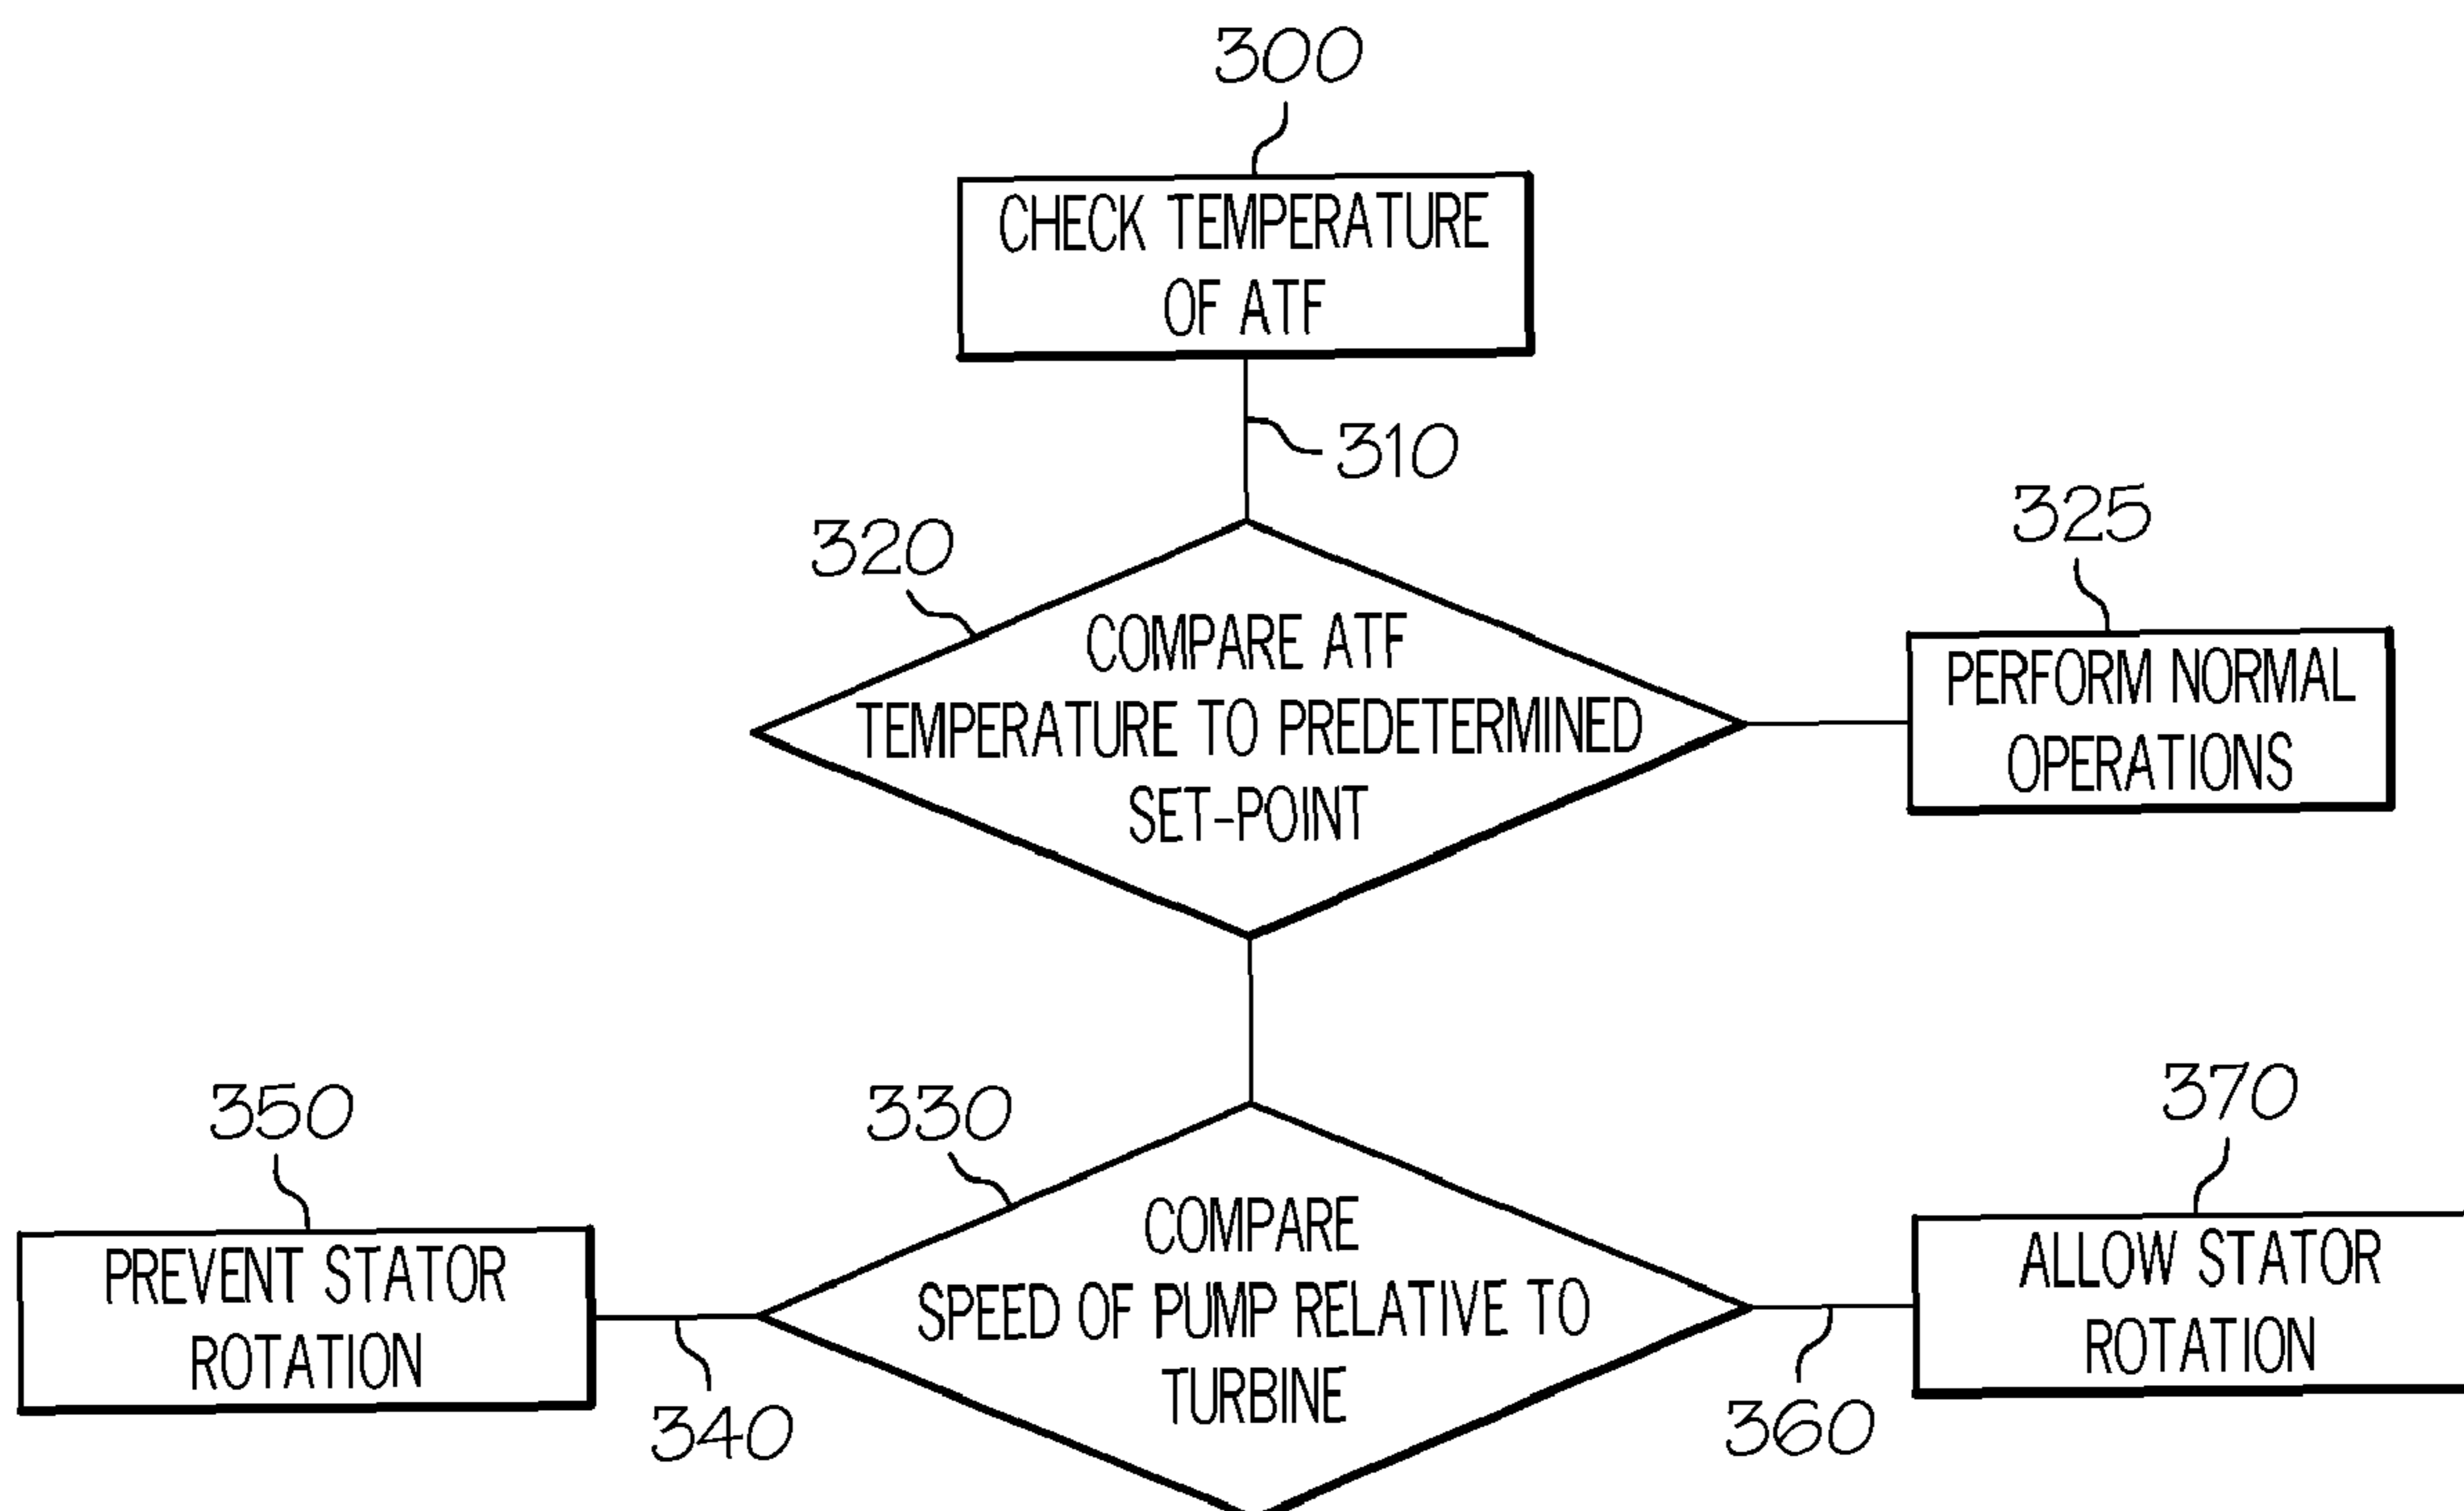 300
CHECK TEMPERATURE
OF ATF
310
320
325
COMPARE ATF
TEMPERATURE TO PREDETERMINED
SET-POINT
PERFORM NORMAL
OPERATIONS
350
330
370
PREVENT STATOR
ROTATION
COMPARE
SPEED OF PUMP RELATIVE TO
TURBINE
ALLOW STATOR
ROTATION
340
360